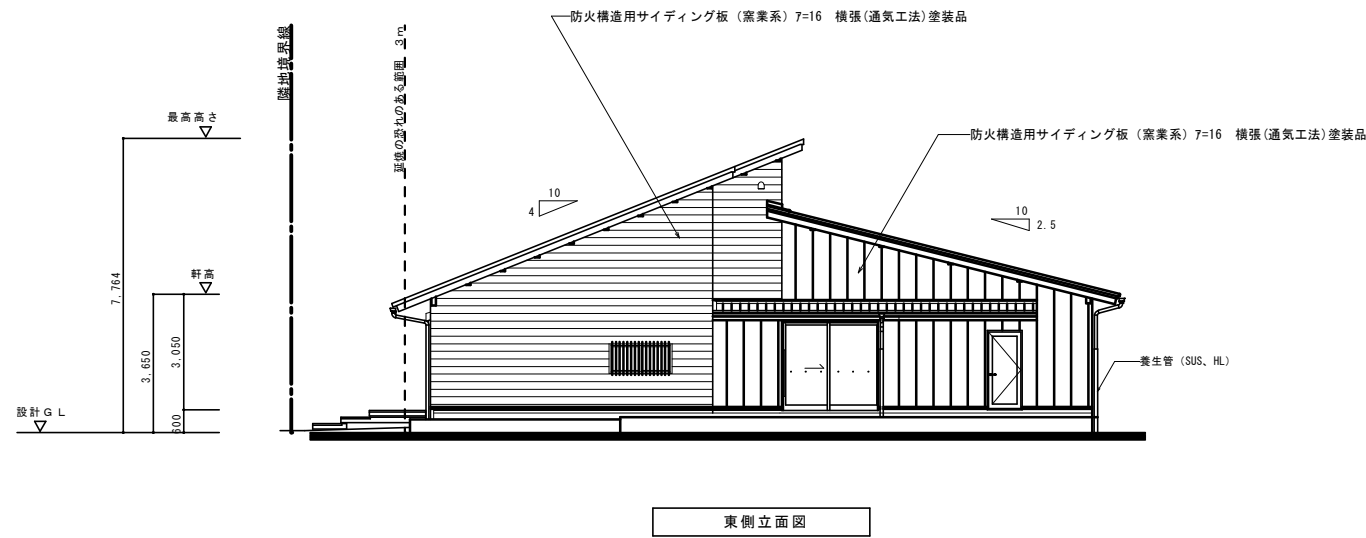 防火構造用サイディング板（窯業系）ｱ=16　横張(通気工法)塗装品
隣地境界線
延焼の恐れのある範囲　3m
最高高さ
防火構造用サイディング板（窯業系）ｱ=16　横張(通気工法)塗装品
10
4
10
2.5
軒高
7,764
3,650
3,050
600
養生管（SUS、HL）
設計ＧＬ
東側立面図